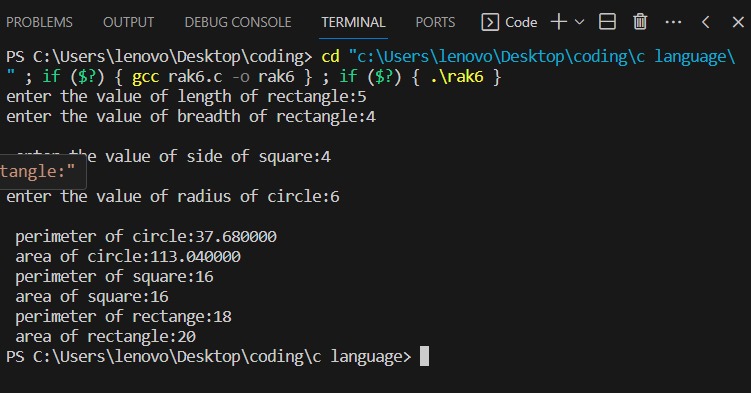 PROBLEMS OUTPUT DEBUG CONSOLE TERMINAL PORTS Code
PS C:\Users\lenovo\Desktop\coding> cd "c:\Users\lenovo\Desktop\coding\c language\
" ; if ($?) { gcc rak6.c -o rak6 } ; if ($?) { .\rak6 }
enter the value of length of rectangle:5
enter the value of breadth of rectangle:4
enter the value of side of square:4
tangle:"
enter the value of radius of circle:6
perimeter of circle:37.680000
area of circle:113.040000
perimeter of square:16
area of square:16
perimeter of rectange:18
area of rectangle:20
PS C:\Users\lenovo\Desktop\coding\c language>